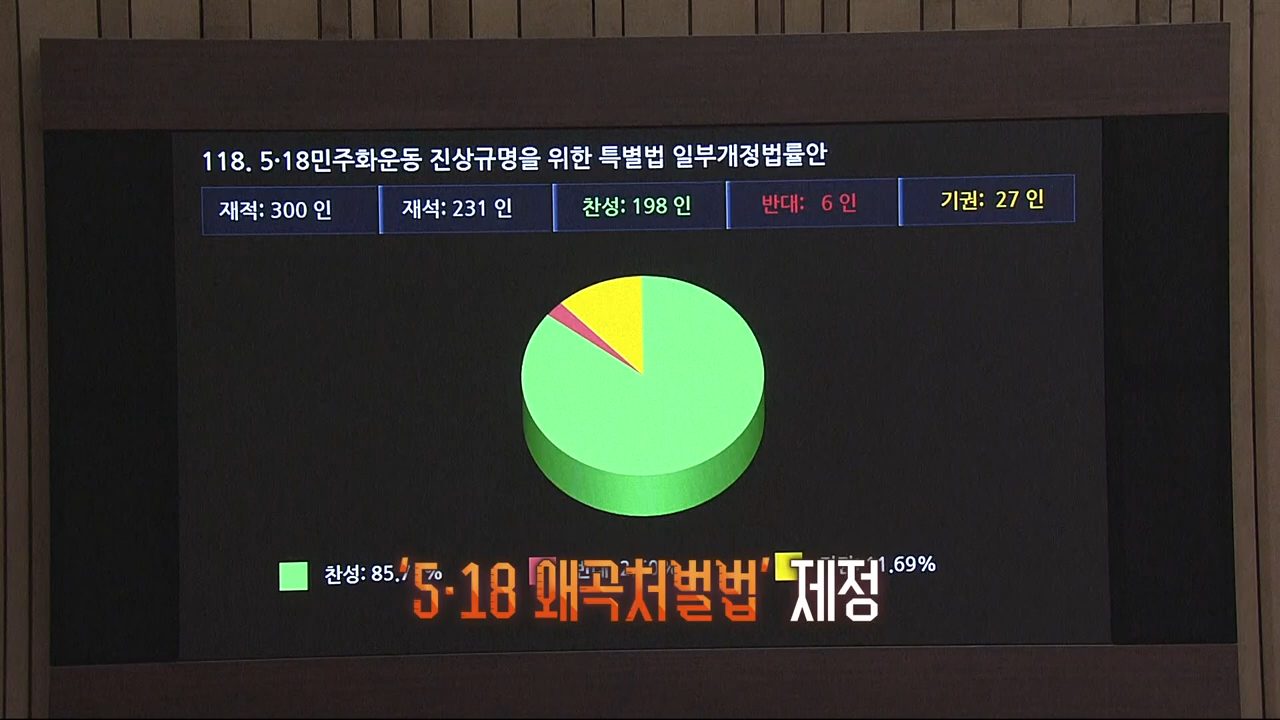 118. 5·18민주화운동 진상규명을 위한 특별법 일부개정법률안
재적: 300 인 재석: 231 인 찬성: 198 인 반대: 6 인 기권: 27 인
찬성: 85.7 % 1.69%
'5·18 왜곡처벌법' 제정